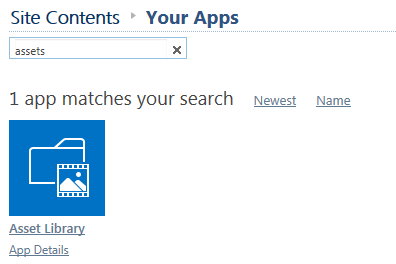 Site Contents ▸ Your Apps
assets
1 app matches your search Newest Name
Asset Library
App Details